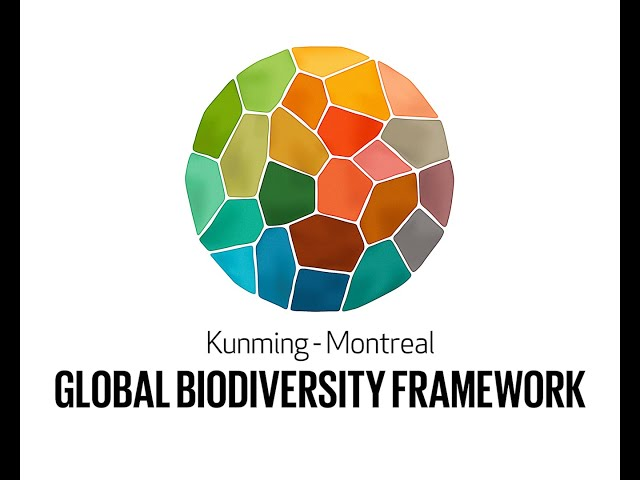 Kunming - Montreal
GLOBAL BIODIVERSITY FRAMEWORK